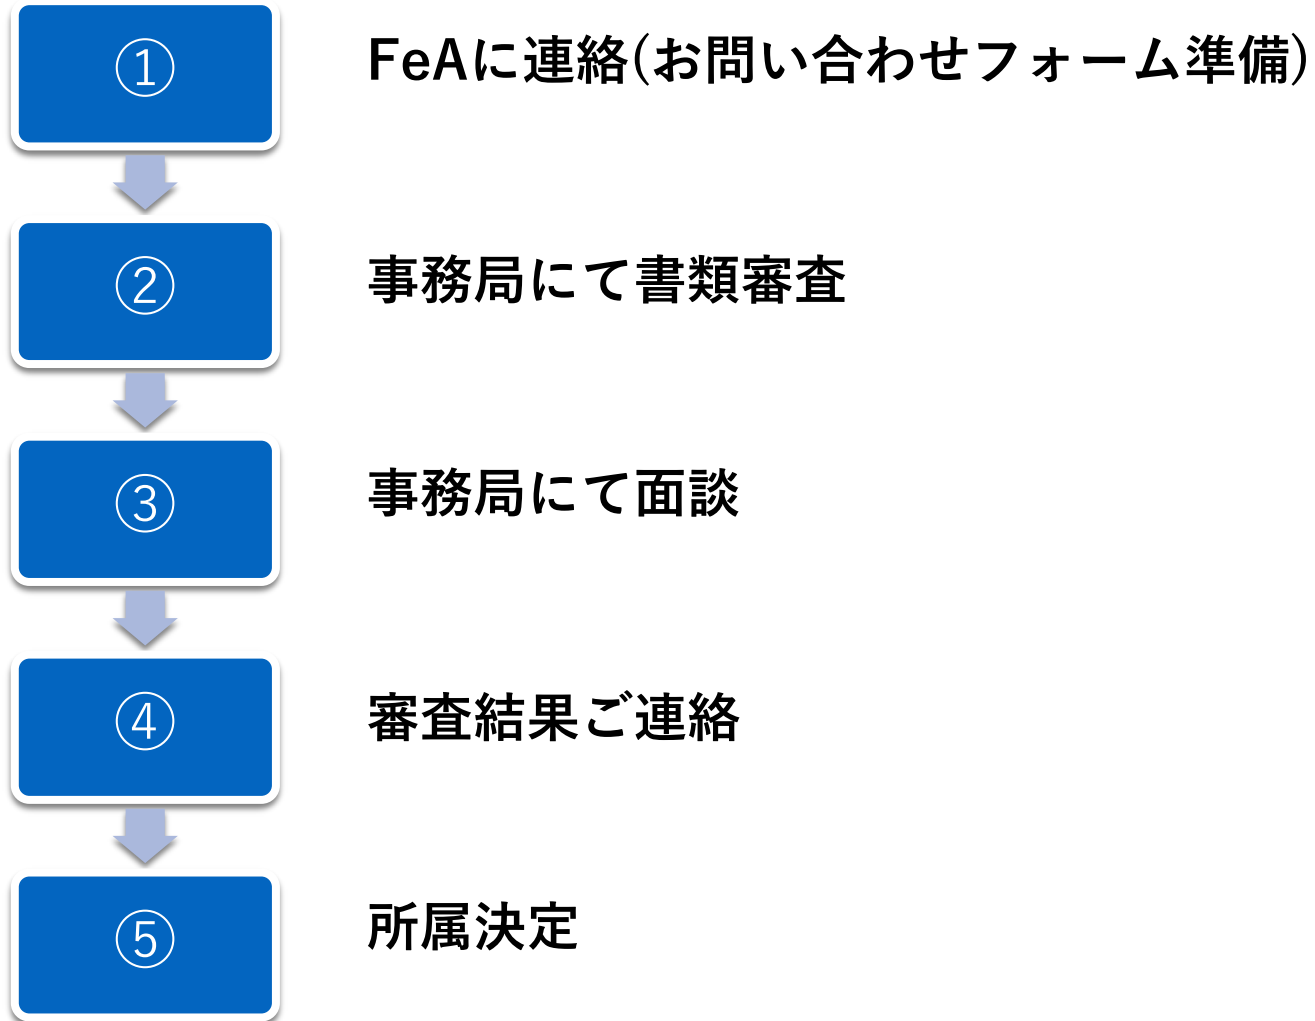 ① FeAに連絡(お問い合わせフォーム準備)
② 事務局にて書類審査
③ 事務局にて面談
④ 審査結果ご連絡
⑤ 所属決定